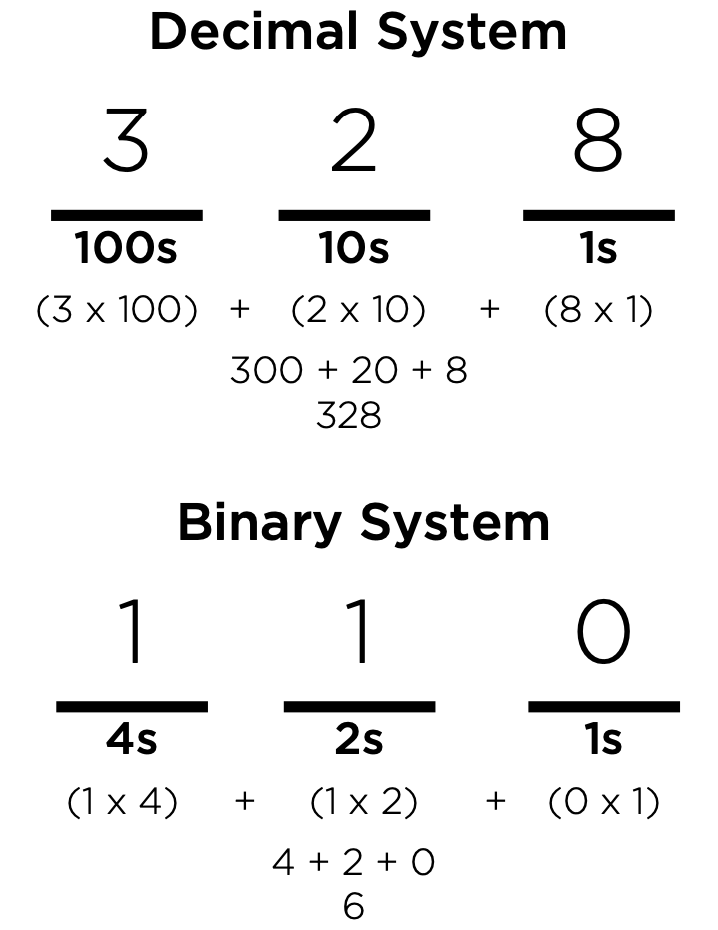 Decimal System
3 2 8
100s 10s 1s
(3 x 100) + (2 x 10) + (8 x 1)
300 + 20 + 8
328
Binary System
1 1 0
4s 2s 1s
(1 x 4) + (1 x 2) + (0 x 1)
4 + 2 + 0
6